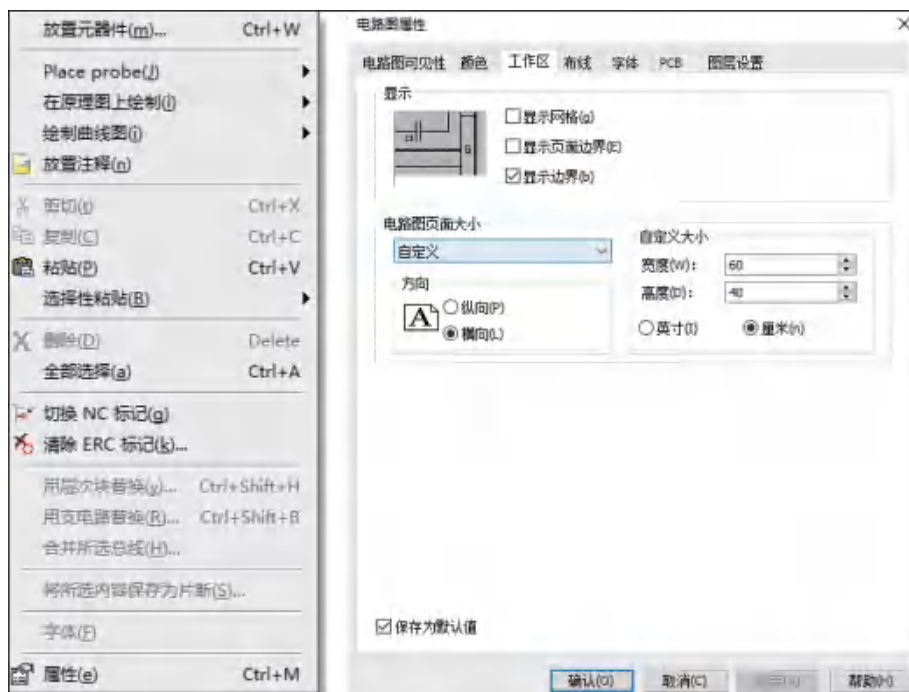 放置元器件(m)... Ctrl+W
Place probe(J)
在原理图上绘制(j)
绘制曲线图(i)
放置注释(n)
剪切(t) Ctrl+X
复制(C) Ctrl+C
粘贴(P) Ctrl+V
选择性粘贴(B)
删除(D) Delete
全部选择(a) Ctrl+A
切换 NC 标记(g)
清除 ERC 标记(k)...
用层次块替换(y)... Ctrl+Shift+H
用支电路替换(R)... Ctrl+Shift+B
合并所选总线(H)...
将所选内容保存为片断(S)...
字体(F)
属性(e) Ctrl+M
电路图属性
电路图可见性 颜色 工作区 布线 字体 PCB 图层设置
显示
显示网格(g)
显示页面边界(E)
显示边界(b)
电路图页面大小
自定义
方向
A
纵向(P)
横向(L)
自定义大小
宽度(W): 60
高度(D): 40
英寸(I) 厘米(n)
保存为默认值
确认(O) 取消(C) 帮助(H)